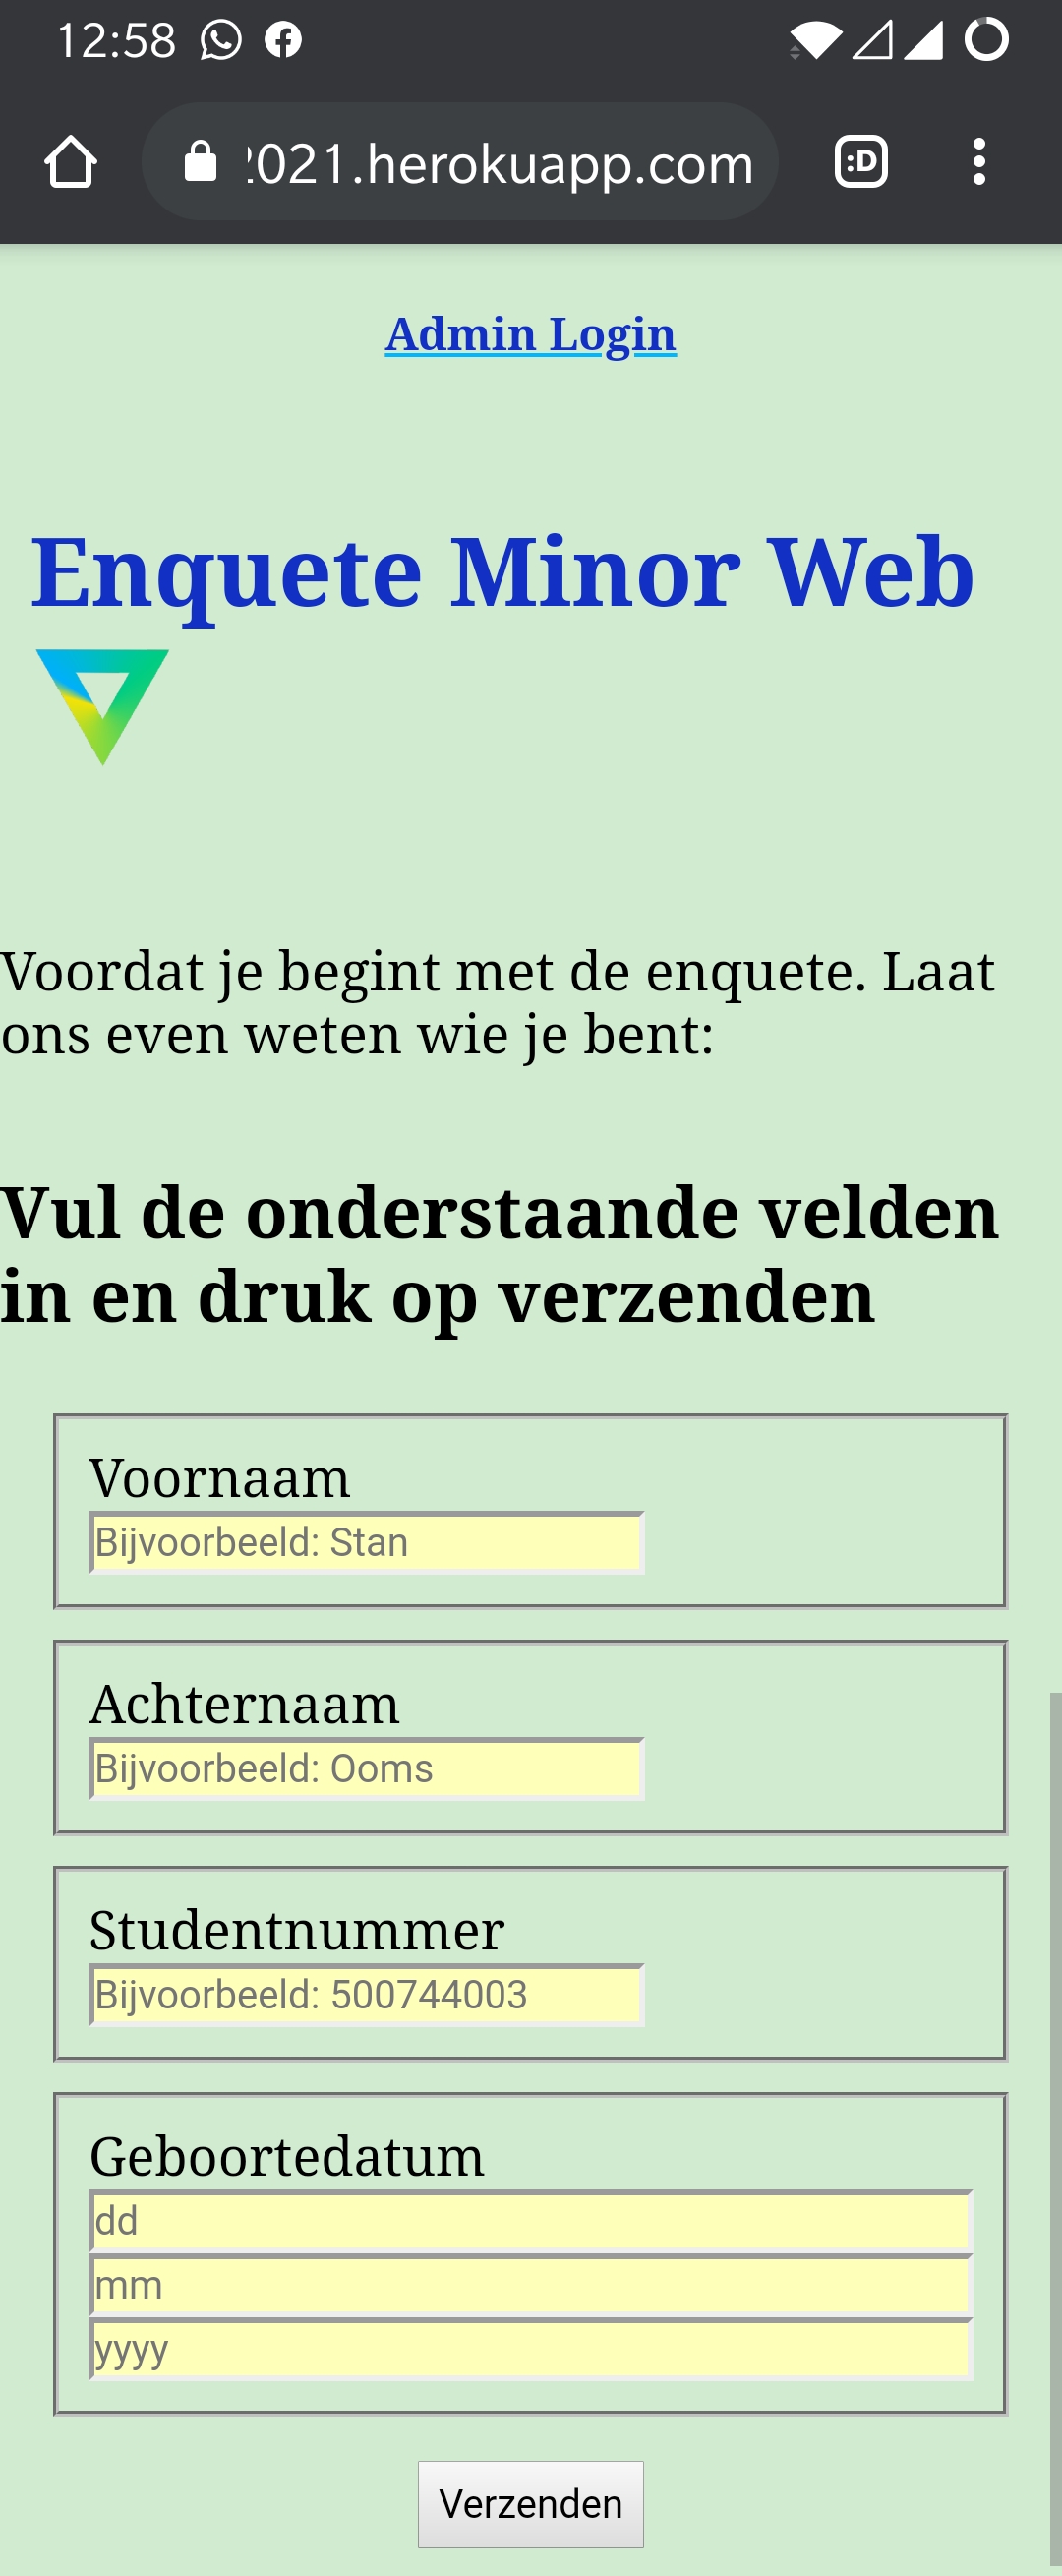 12:58
2021.herokuapp.com
:D
Admin Login
Enquete Minor Web
Voordat je begint met de enquete. Laat
ons even weten wie je bent:
Vul de onderstaande velden
in en druk op verzenden
Voornaam
Bijvoorbeeld: Stan
Achternaam
Bijvoorbeeld: Ooms
Studentnummer
Bijvoorbeeld: 500744003
Geboortedatum
dd
mm
yyyy
Verzenden